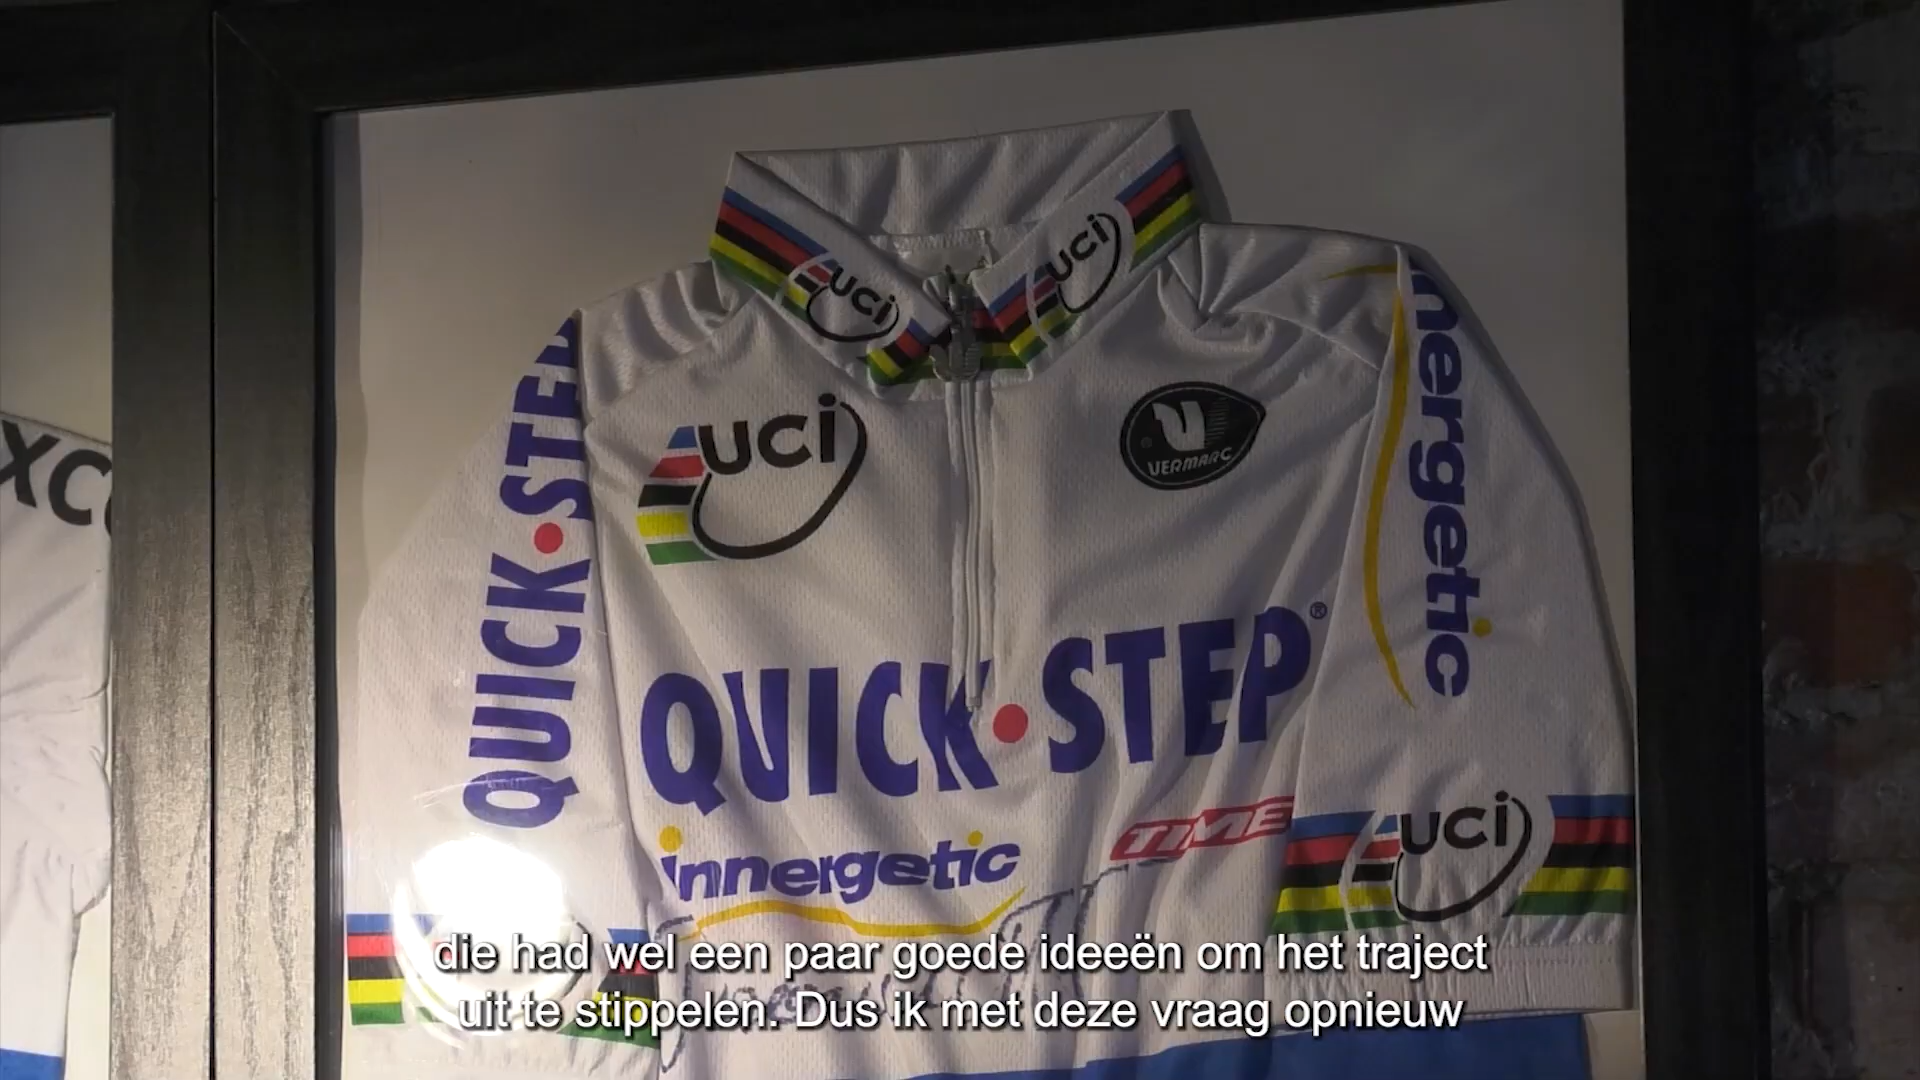 uci
uci
uci
VERMARC
QUICK•STEP
innergetic
XC
QUICK•STEP®
innergetic
TIME
uci
die had wel een paar goede ideeën om het traject
uit te stippelen. Dus ik met deze vraag opnieuw